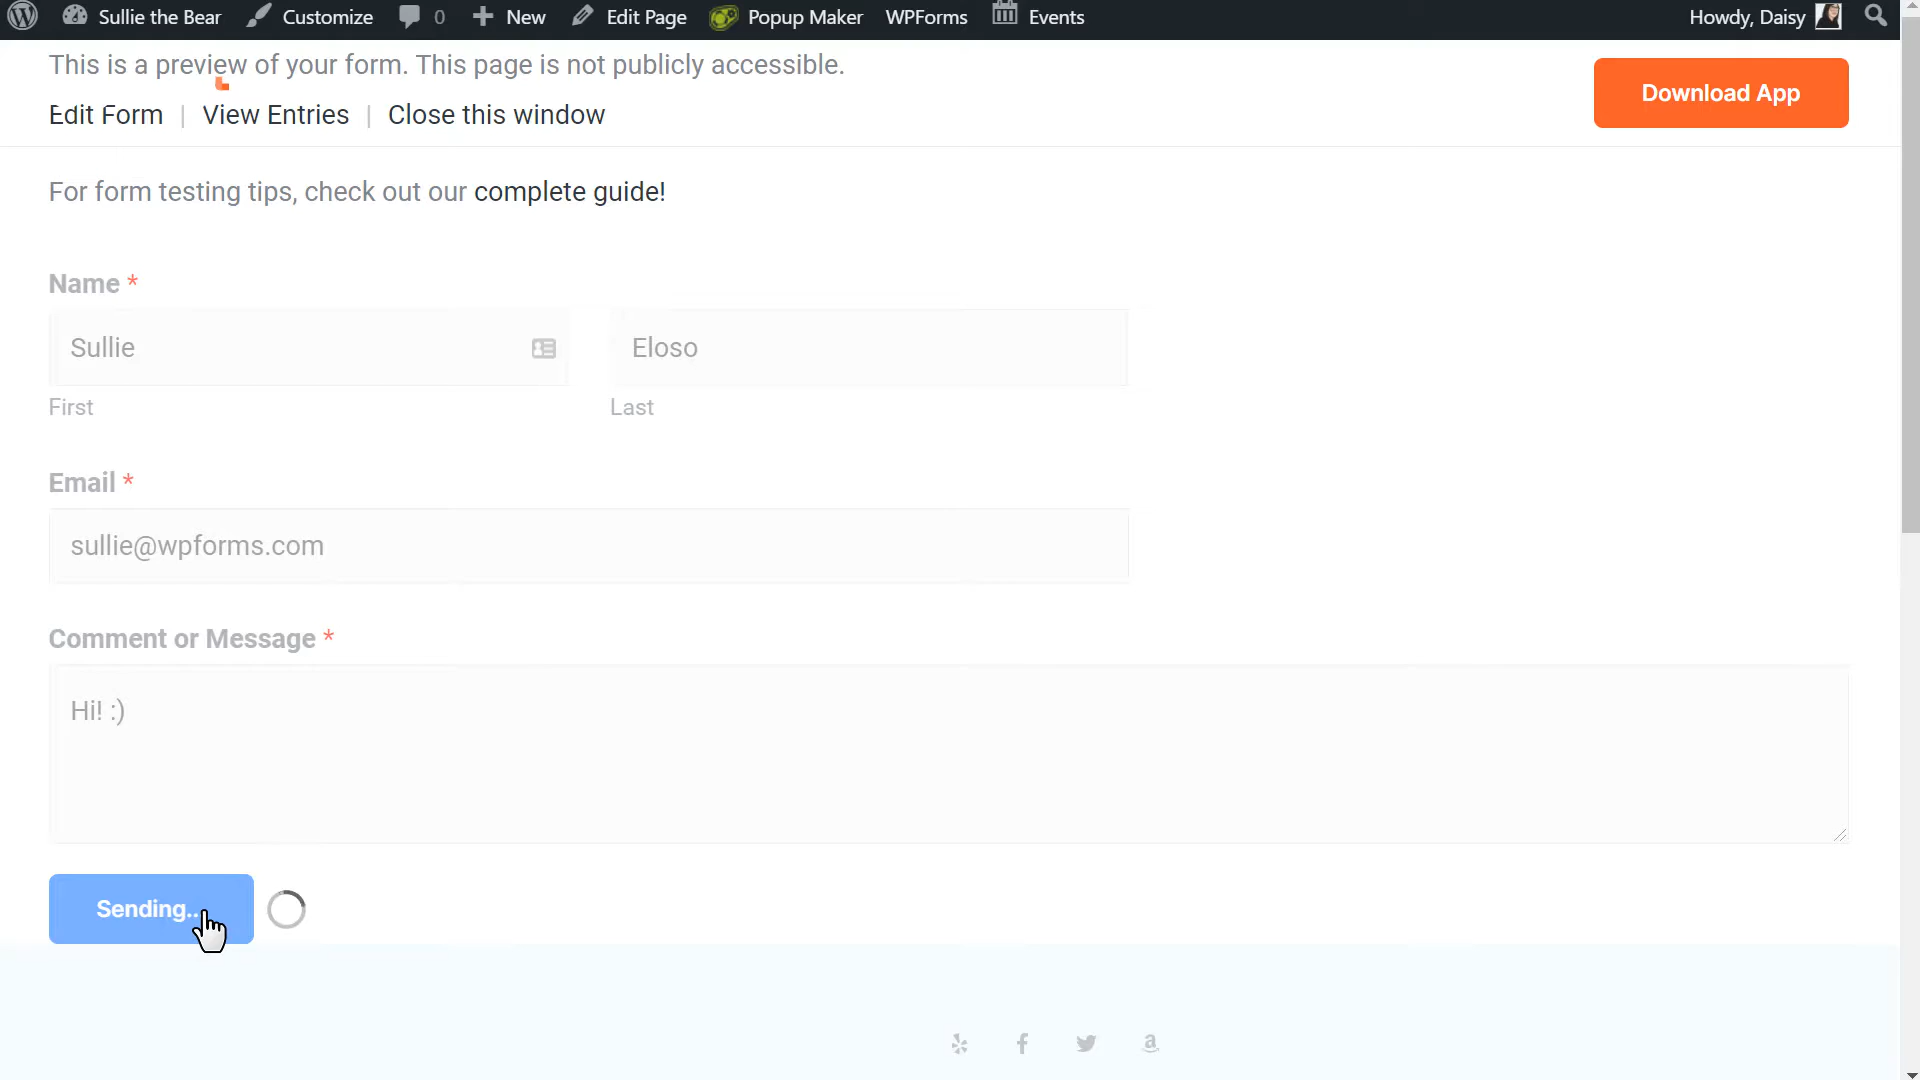 Sullie the Bear Customize 0 New Edit Page Popup Maker WPForms Events Howdy, Daisy
This is a preview of your form. This page is not publicly accessible.
Download App
Edit Form | View Entries | Close this window
For form testing tips, check out our complete guide!
Name *
Sullie Eloso
First Last
Email *
sullie@wpforms.com
Comment or Message *
Hi! :)
Sending...